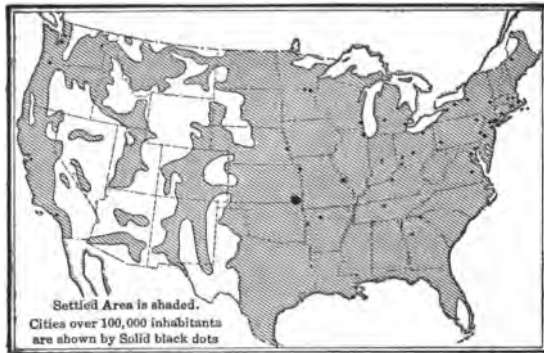 Settled Area is shaded.
Cities over 100,000 inhabitants
are shown by Solid black dots